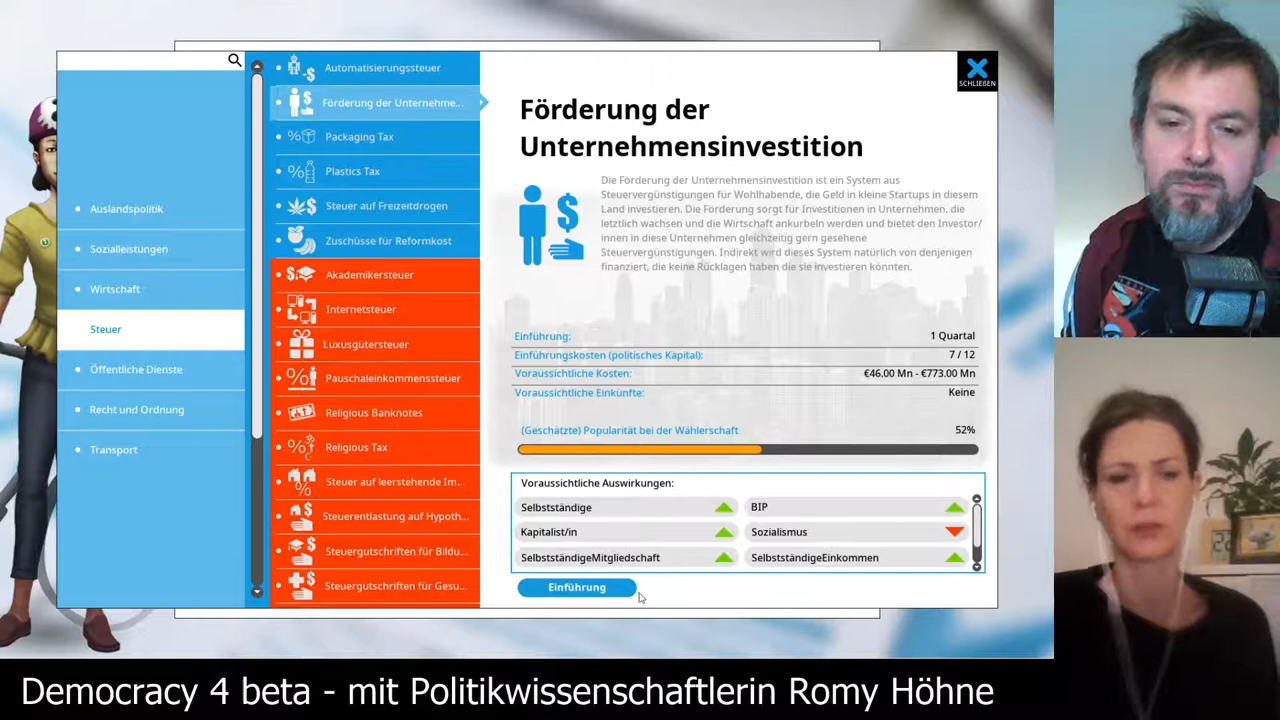 SCHLIEẞEN
Auslandspolitik
Sozialleistungen
Wirtschaft
Steuer
Öffentliche Dienste
Recht und Ordnung
Transport
Automatisierungssteuer
Förderung der Unternehme...
Packaging Tax
Plastics Tax
Steuer auf Freizeitdrogen
Zuschüsse für Reformkost
Akademikersteuer
Internetsteuer
Luxusgütersteuer
Pauschaleinkommenssteuer
Religious Banknotes
Religious Tax
Steuer auf leerstehende Im...
Steuerentlastung auf Hypoth...
Steuergutschriften für Bildu...
Steuergutschriften für Gesu...
Förderung der
Unternehmensinvestition
Die Förderung der Unternehmensinvestition ist ein System aus
Steuervergünstigungen für Wohlhabende, die Geld in kleine Startups in diesem
Land investieren. Die Förderung sorgt für Investitionen in Unternehmen, die
letztlich wachsen und die Wirtschaft ankurbeln werden und bietet den Investor/
innen in diese Unternehmen gleichzeitig gern gesehene
Steuervergünstigungen. Indirekt wird dieses System natürlich von denjenigen
finanziert, die keine Rücklagen haben die sie investieren könnten.
Einführung: 1 Quartal
Einführungskosten (politisches Kapital): 7 / 12
Voraussichtliche Kosten: €46.00 Mn - €773.00 Mn
Voraussichtliche Einkünfte: Keine
(Geschätzte) Popularität bei der Wählerschaft 52%
Voraussichtliche Auswirkungen:
Selbstständige BIP
Kapitalist/in Sozialismus
SelbstständigeMitgliedschaft SelbstständigeEinkommen
Einführung
Democracy 4 beta - mit Politikwissenschaftlerin Romy Höhne